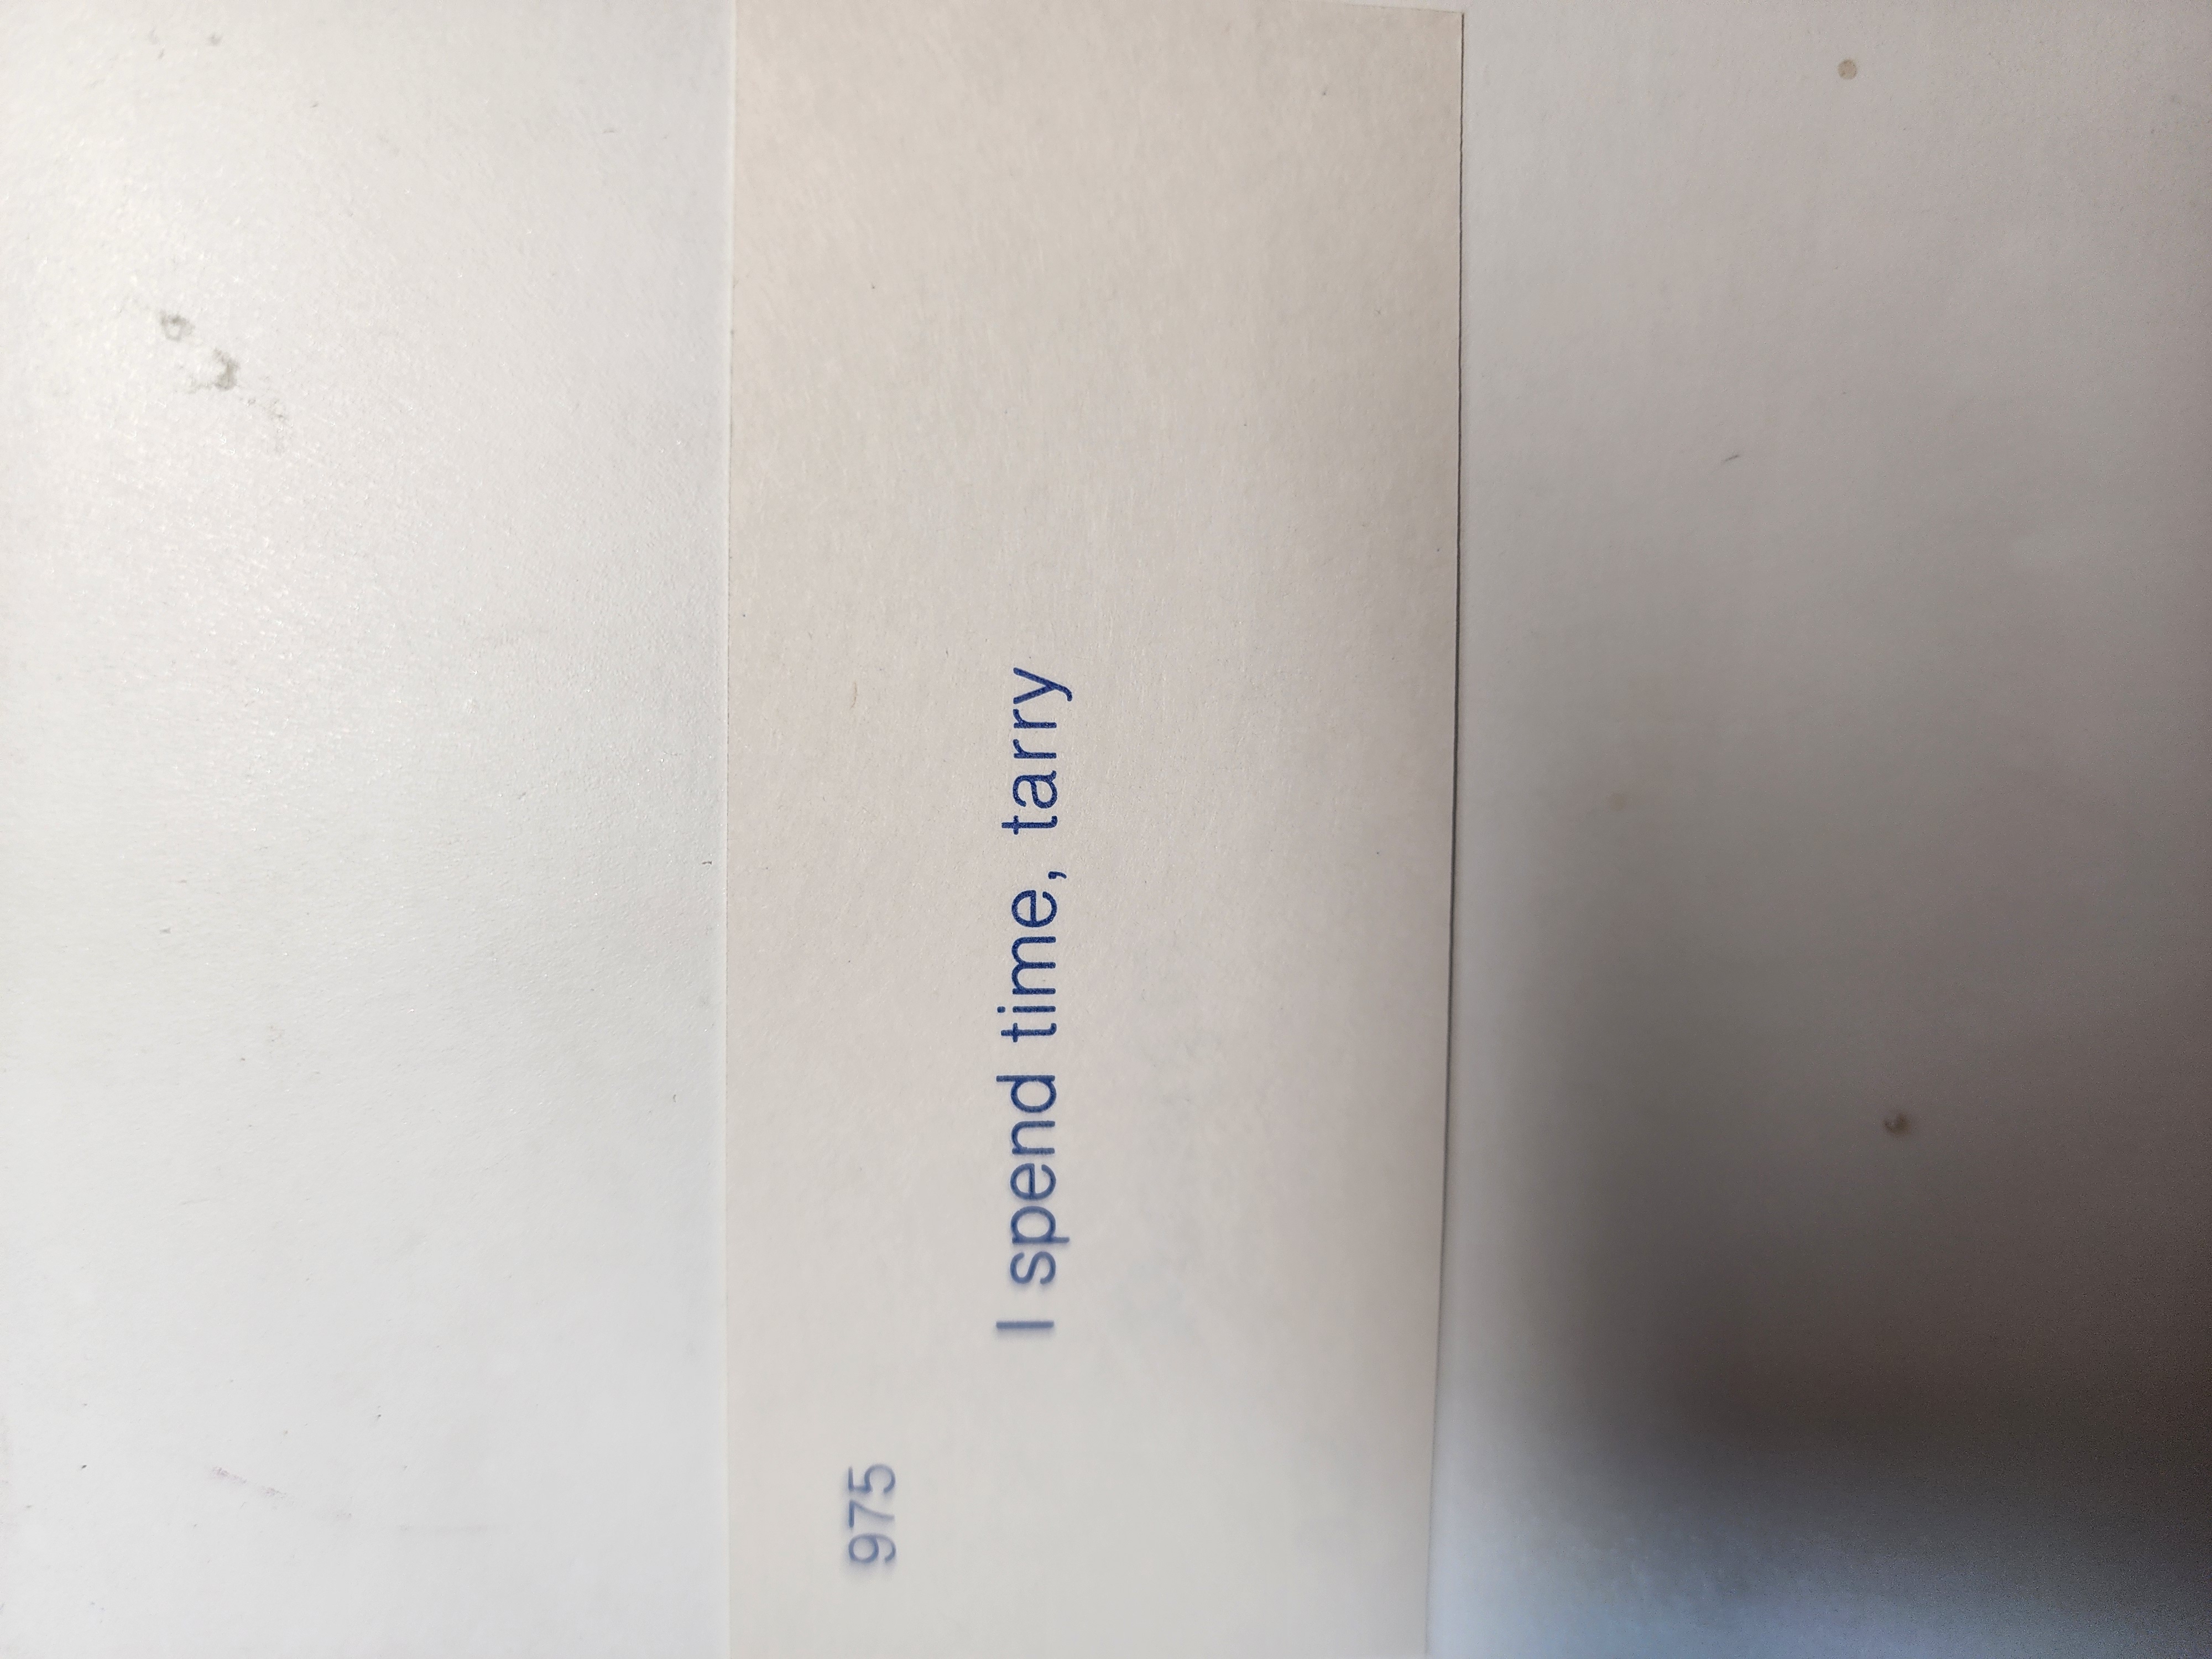 975
I spend time, tarry